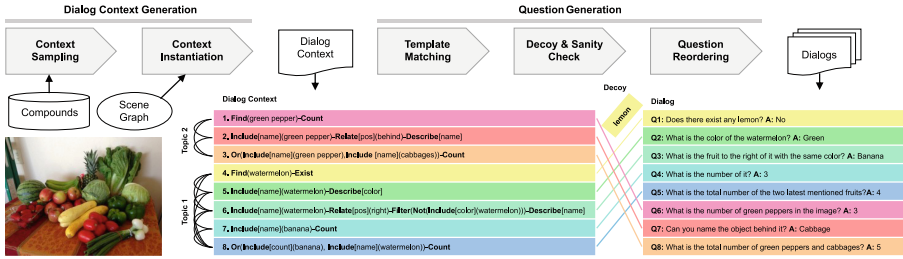 Dialog Context Generation
Question Generation
Context
Sampling
Context
Instantiation
Dialog
Context
Template
Matching
Decoy & Sanity
Check
Question
Reordering
Dialogs
Compounds
Scene
Graph
Decoy
lemon
Dialog Context
Topic 2
1. Find(green pepper)–Count
2. Include[name](green pepper)–Relate[pos](behind)–Describe[name]
3. Or(Include[name](green pepper),Include [name](cabbages))–Count
Topic 1
4. Find(watermelon)–Exist
5. Include[name](watermelon)–Describe[color]
6. Include[name](watermelon)–Relate[pos](right)–Filter(Not(Include[color](watermelon)))–Describe[name]
7. Include[name](banana)–Count
8. Or(Include[count](banana), Include[name](watermelon))–Count
Dialog
Q1: Does there exist any lemon? A: No
Q2: What is the color of the watermelon? A: Green
Q3: What is the fruit to the right of it with the same color? A: Banana
Q4: What is the number of it? A: 3
Q5: What is the total number of the two latest mentioned fruits?A: 4
Q6: What is the number of green peppers in the image? A: 3
Q7: Can you name the object behind it? A: Cabbage
Q8: What is the total number of green peppers and cabbages? A: 5